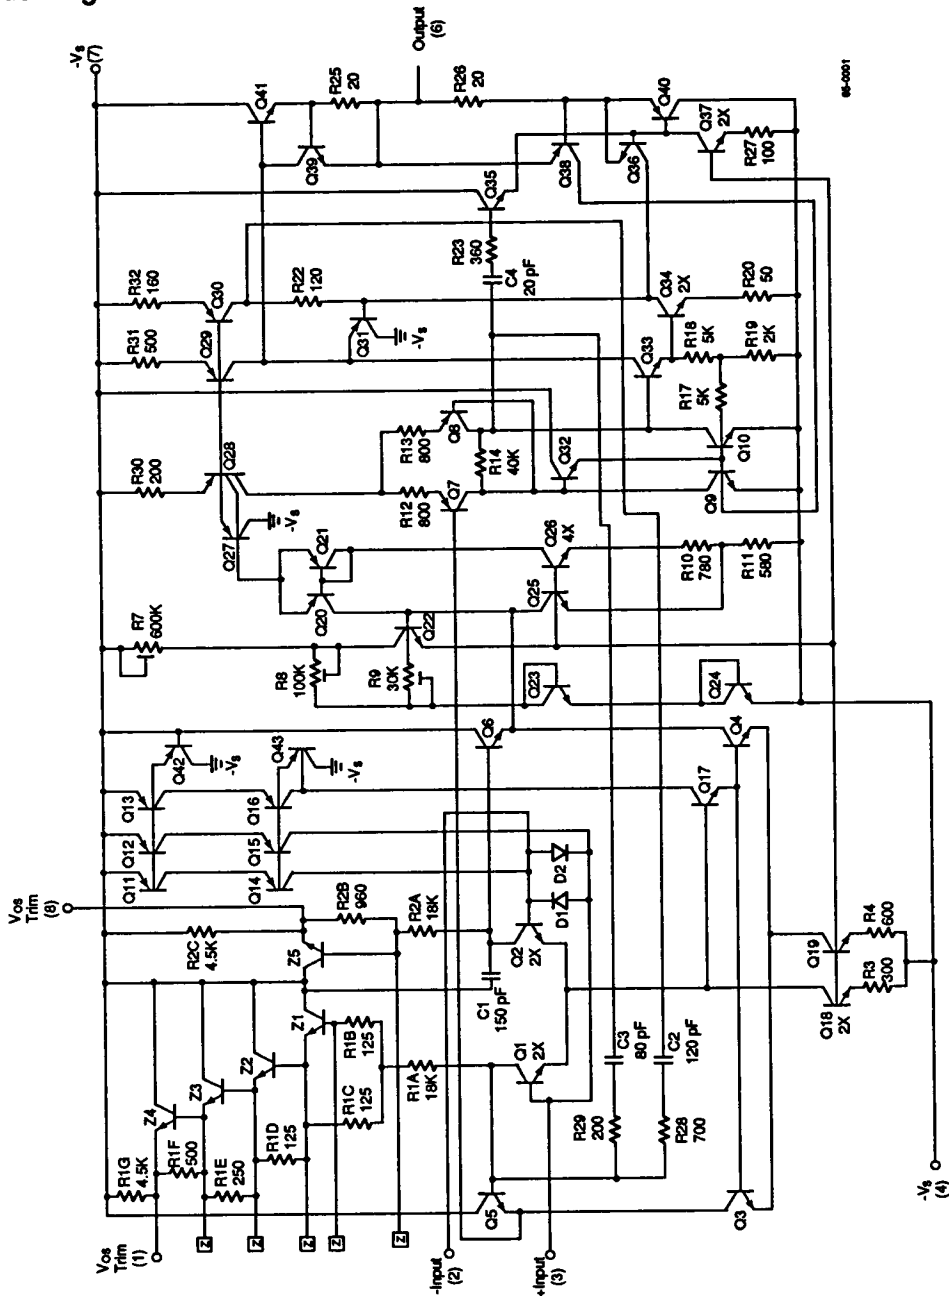 -Vs
(7)
Output
(6)
65-0001
Q41
R25
20
R26
20
Q40
Q39
Q38
Q36
Q37
2X
R27
100
Q35
R23
360
C4
20 pF
R32
160
Q30
R22
120
Q34
2X
R20
50
R31
500
Q29
Q31
-Vs
Q33
R18
5K
R19
2K
R17
5K
R30
200
Q28
R13
800
Q8
R14
40K
Q32
Q10
R12
800
Q7
Q9
Q27
-Vs
Q21
Q20
Q26
4X
Q25
R10
780
R11
580
R7
600K
R8
100K
R9
30K
Q22
Q23
Q24
Q42
-Vs
Q43
-Vs
Q6
Q4
Q13
Q16
Q17
Q12
Q15
Q11
Q14
D2
D1
Vos
Trim
(8)
R2C
4.5K
R2B
960
R2A
18K
Z5
Q2
2X
C1
150 pF
Q19
R4
600
Q18
2X
R3
300
Z1
R1B
125
R1C
125
R1A
18K
Q1
2X
C3
80 pF
C2
120 pF
R29
200
R28
700
Z4
Z3
Z2
R1G
4.5K
R1F
500
R1E
250
R1D
125
Q5
Q3
Vos
Trim
(1)
Z
Z
Z
Z
Z
-Input
(2)
+Input
(3)
-Vs
(4)